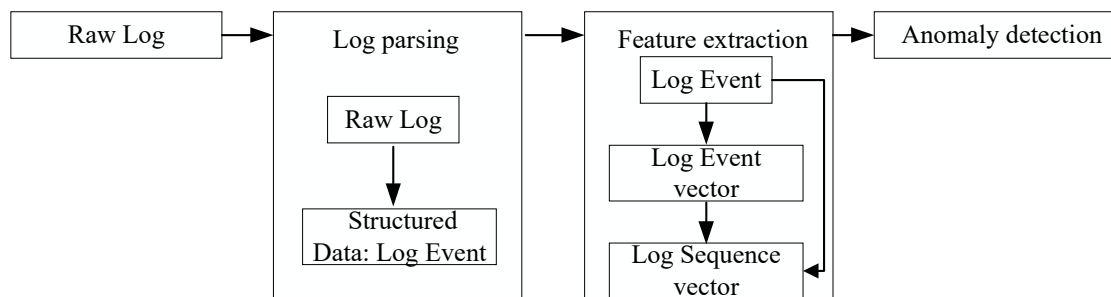 Raw Log
Log parsing
Raw Log
Structured
Data: Log Event
Feature extraction
Log Event
Log Event
vector
Log Sequence
vector
Anomaly detection